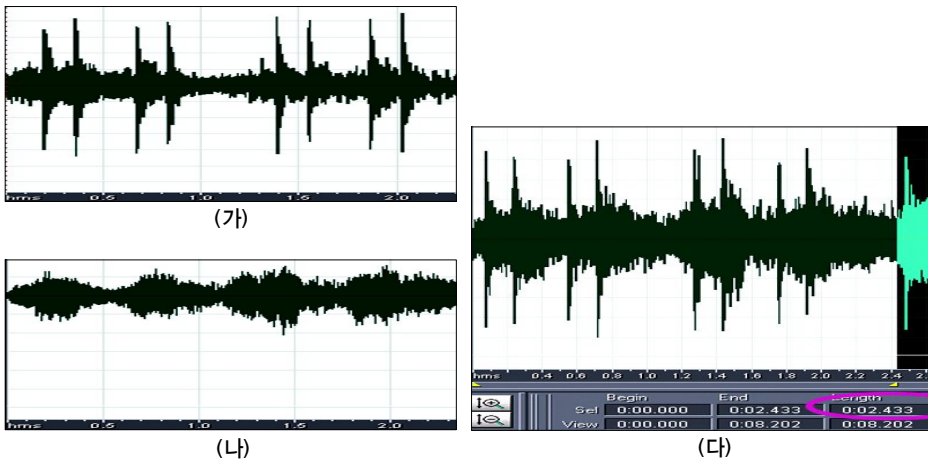 hms 0.5 1.0 1.5 2.0
(가)
hms 0.5 1.0 1.5 2.0
(나)
hms 0.4 0.6 0.8 1.0 1.2 1.4 1.6 1.8 2.0 2.2 2.4
Begin End Length
Sel 0:00.000 0:02.433 0:02.433
View 0:00.000 0:08.202 0:08.202
(다)